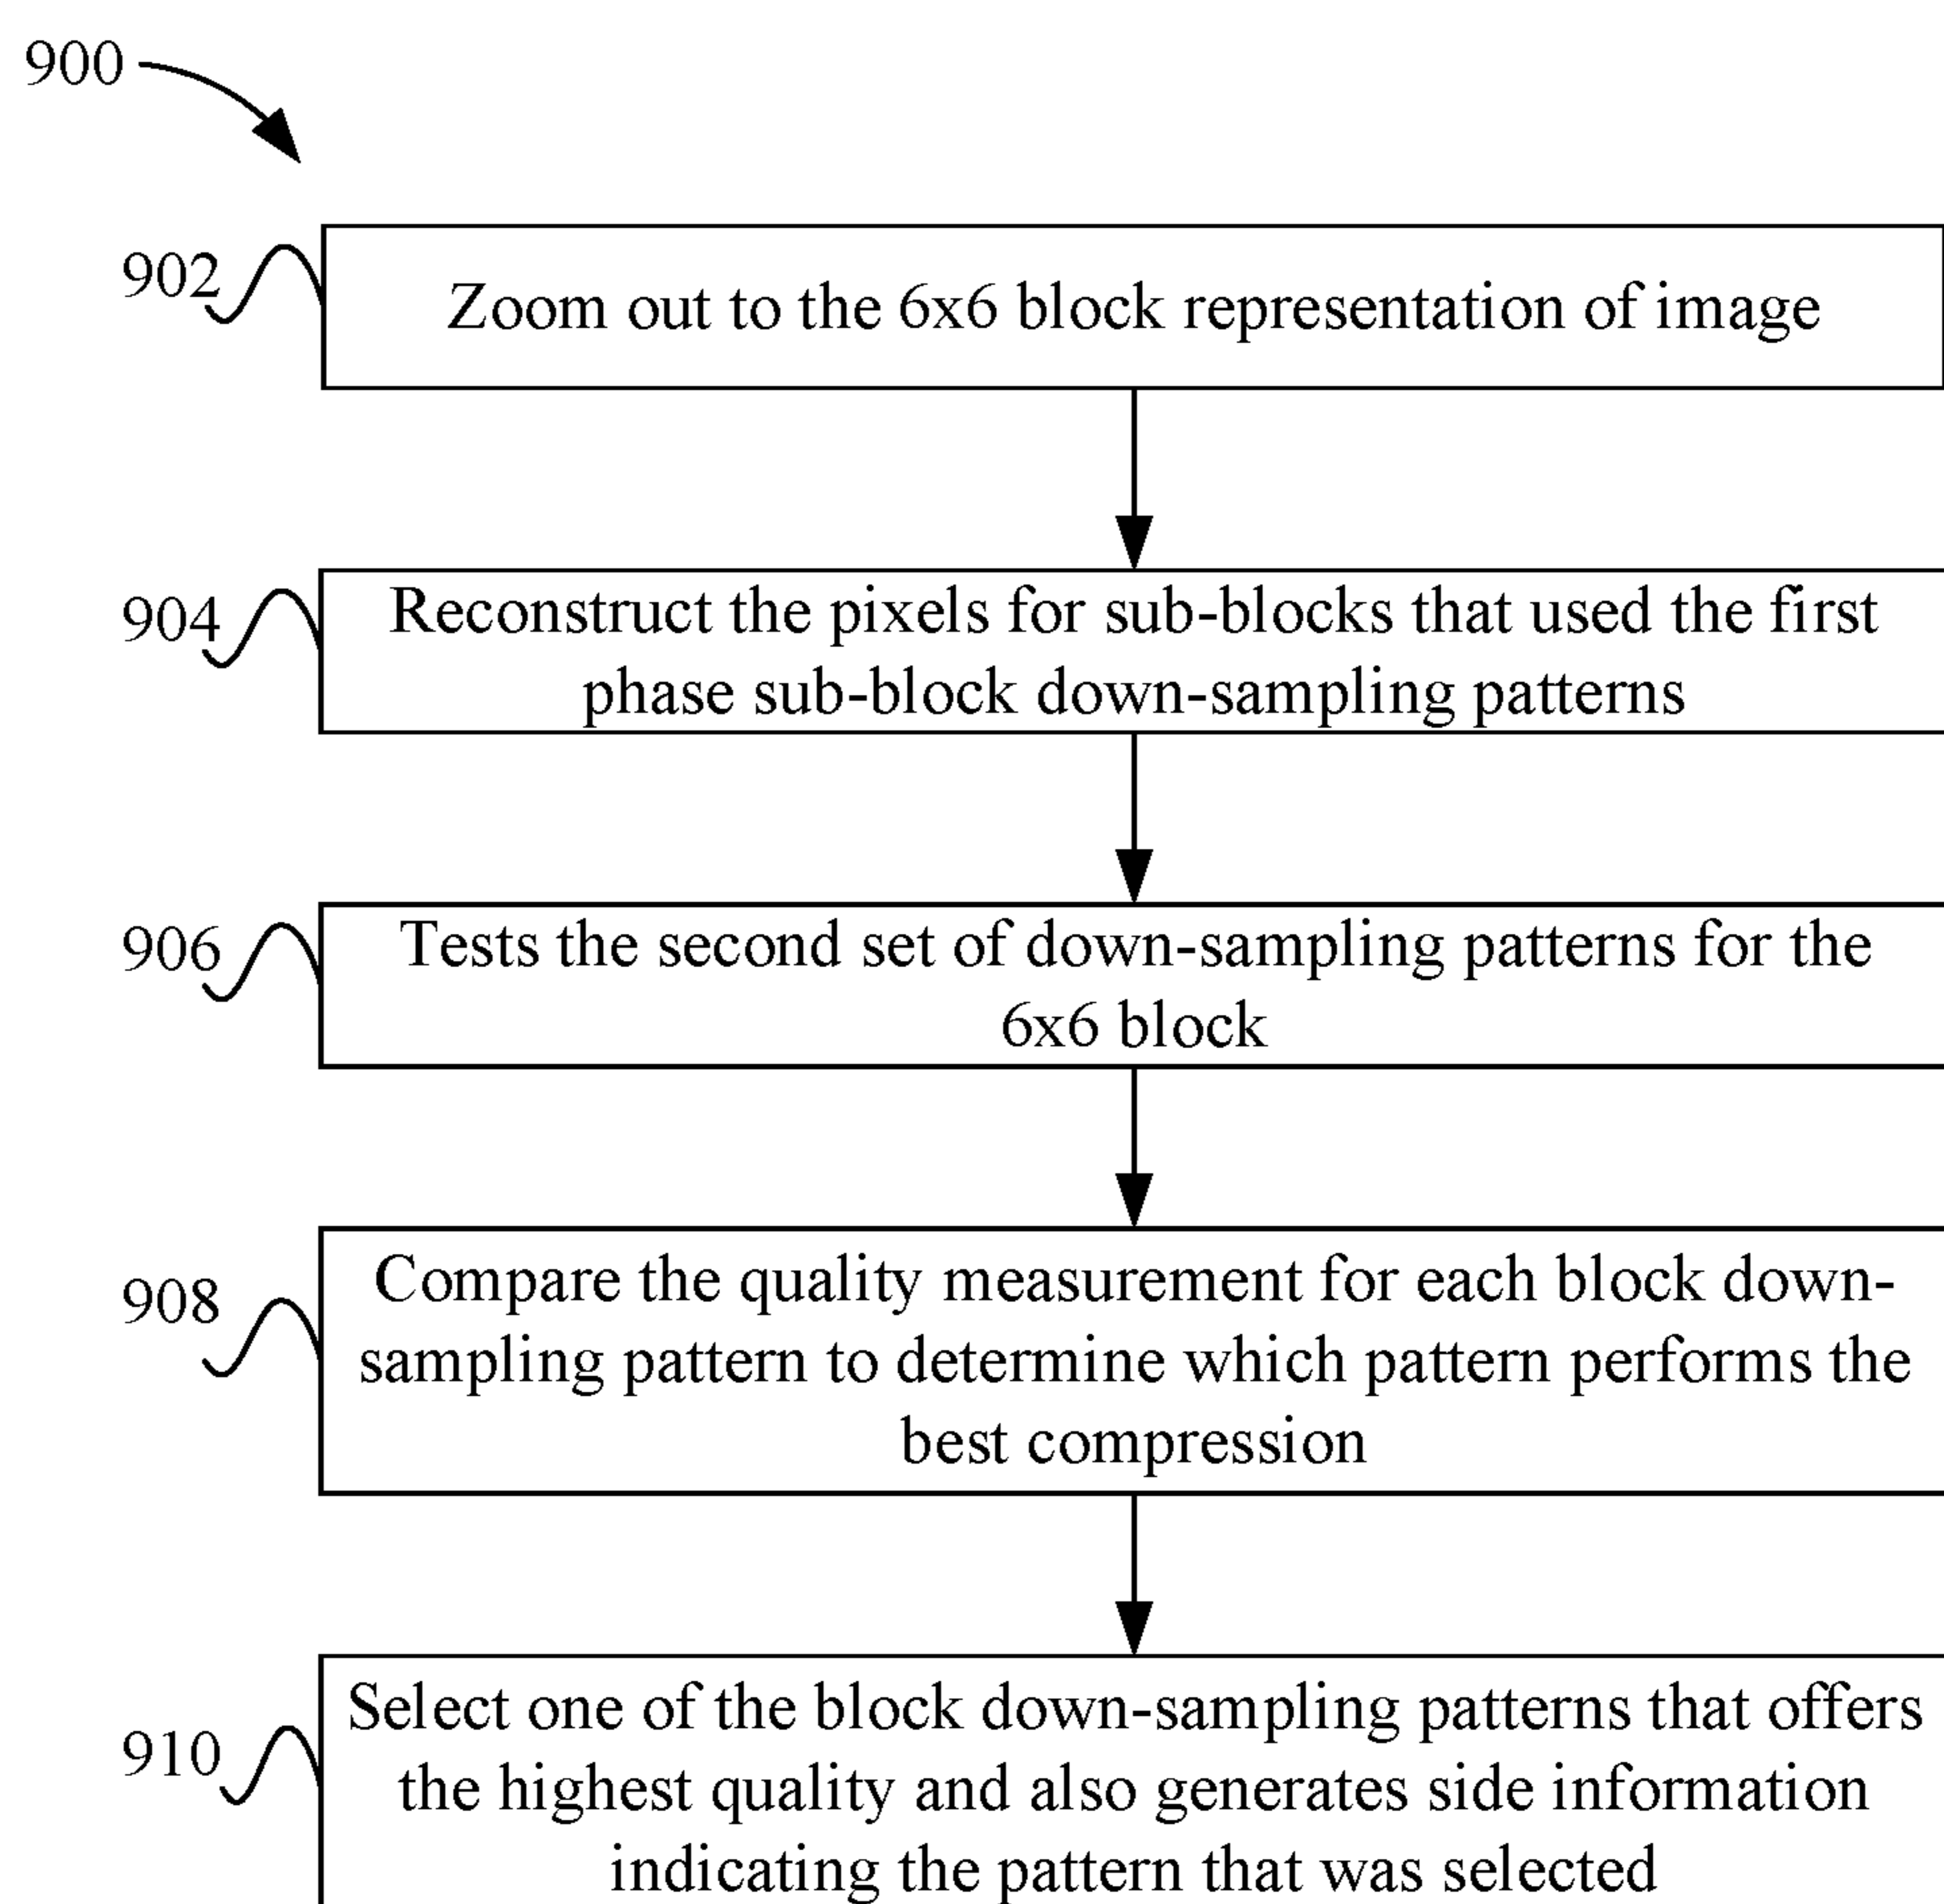 900
902
Zoom out to the 6x6 block representation of image
904
Reconstruct the pixels for sub-blocks that used the first
phase sub-block down-sampling patterns
906
Tests the second set of down-sampling patterns for the
6x6 block
908
Compare the quality measurement for each block down-
sampling pattern to determine which pattern performs the
best compression
910
Select one of the block down-sampling patterns that offers
the highest quality and also generates side information
indicating the pattern that was selected